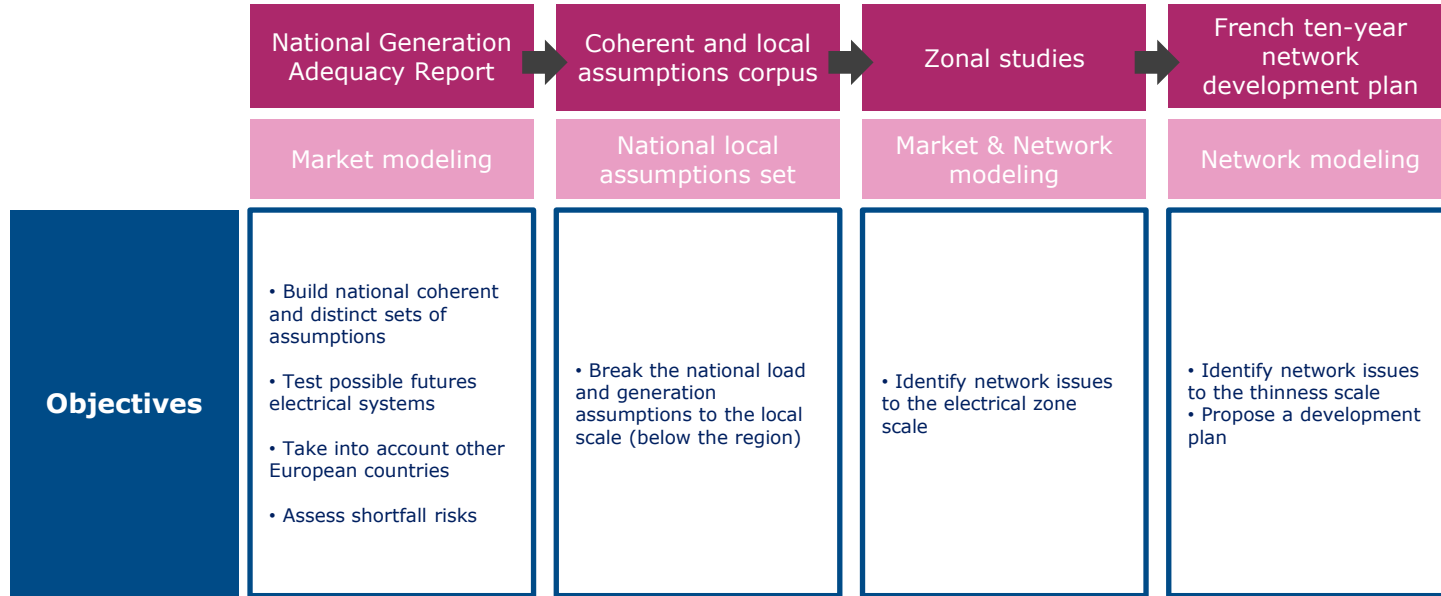 National Generation
Adequacy Report
Coherent and local
assumptions corpus
Zonal studies
French ten-year
network
development plan
Market modeling
National local
assumptions set
Market & Network
modeling
Network modeling
Objectives
• Build national coherent
and distinct sets of
assumptions
• Test possible futures
electrical systems
• Take into account other
European countries
• Assess shortfall risks
• Break the national load
and generation
assumptions to the local
scale (below the region)
• Identify network issues
to the electrical zone
scale
• Identify network issues
to the thinness scale
• Propose a development
plan